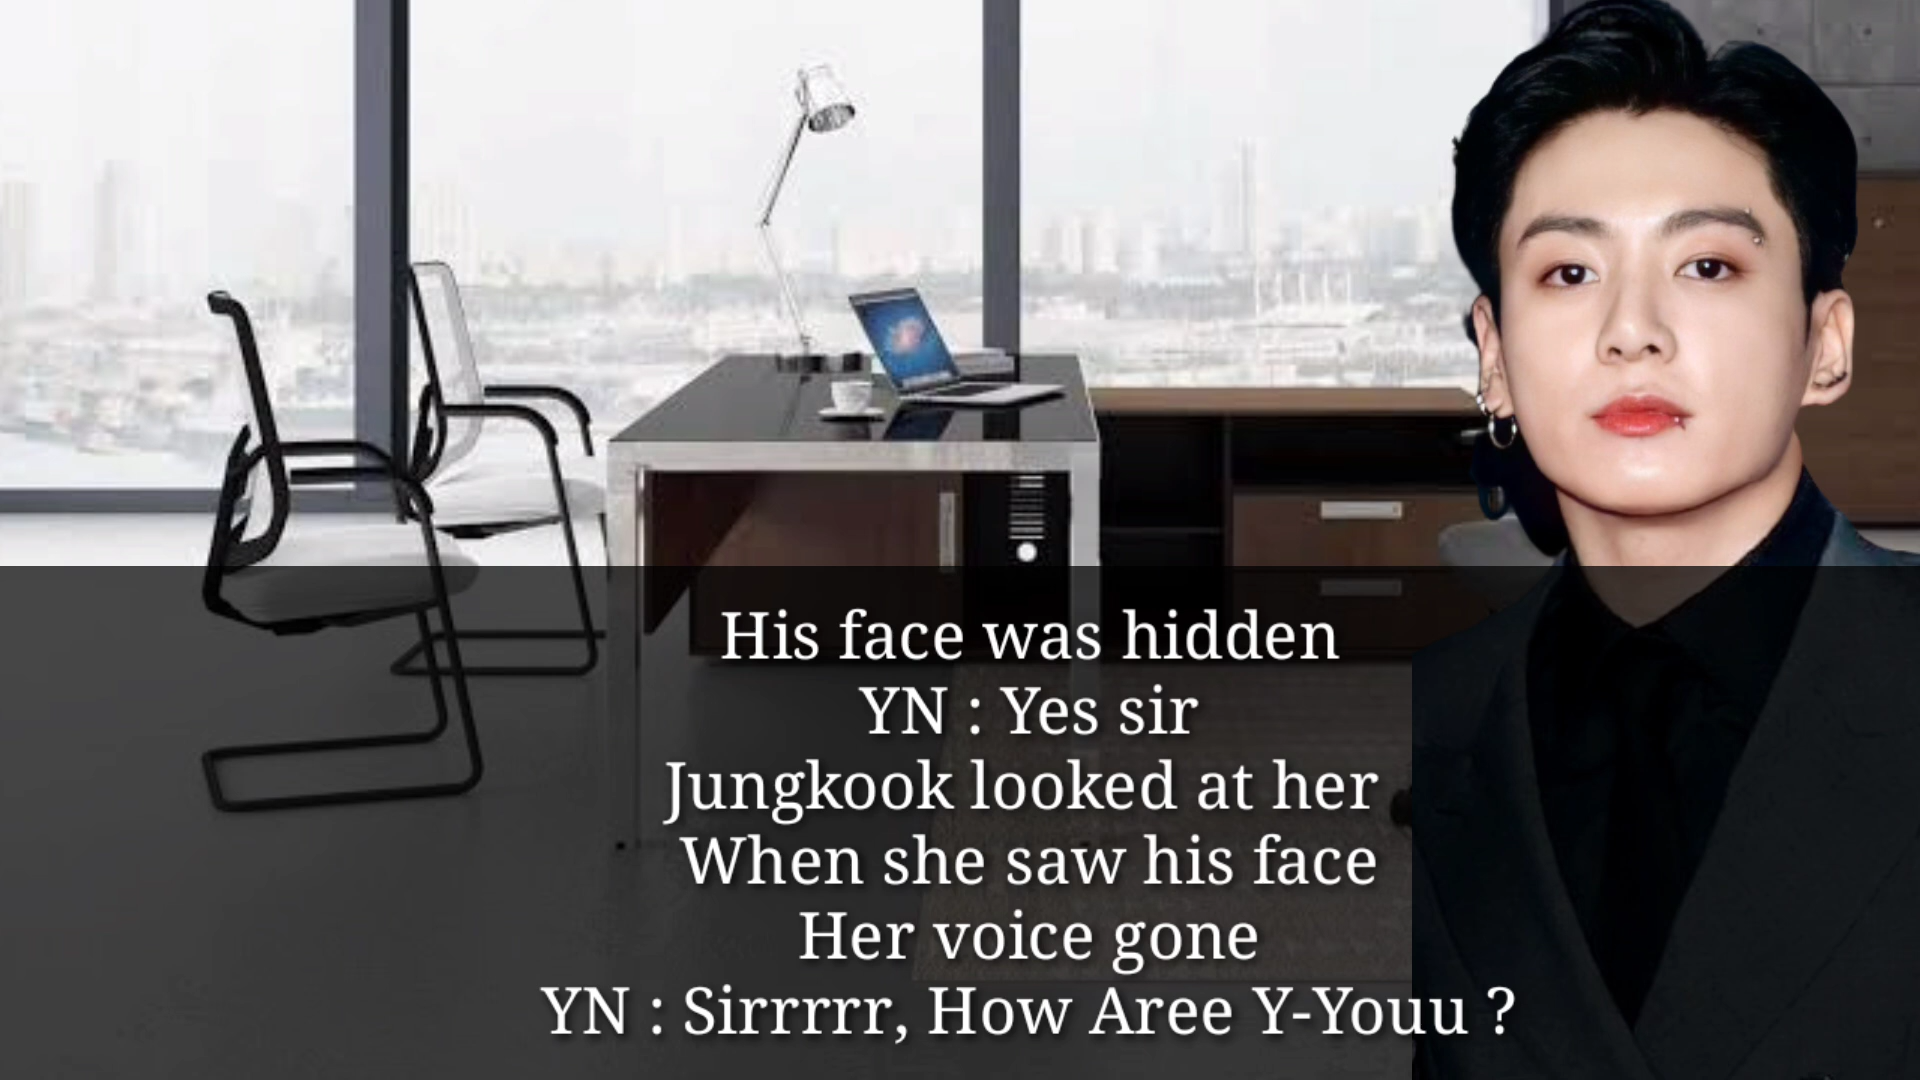 His face was hidden
YN : Yes sir
Jungkook looked at her
When she saw his face
Her voice gone
YN : Sirrrrr, How Aree Y-Youu ?